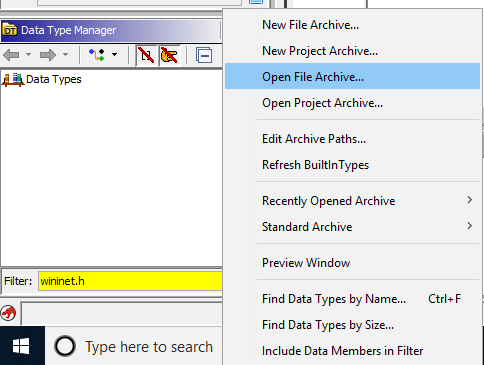 DT Data Type Manager
Data Types
Filter: wininet.h
Type here to search
New File Archive...
New Project Archive...
Open File Archive...
Open Project Archive...
Edit Archive Paths...
Refresh BuiltInTypes
Recently Opened Archive
Standard Archive
Preview Window
Find Data Types by Name... Ctrl+F
Find Data Types by Size...
Include Data Members in Filter